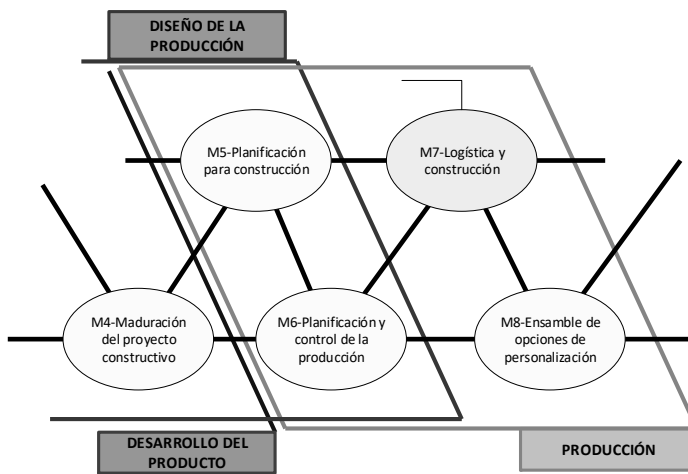 DISEÑO DE LA
PRODUCCIÓN
M5-Planificación
para construcción
M7-Logística y
construcción
M4-Maduración
del proyecto
constructivo
M6-Planificación y
control de la
producción
M8-Ensamble de
opciones de
personalización
DESARROLLO DEL
PRODUCTO
PRODUCCIÓN